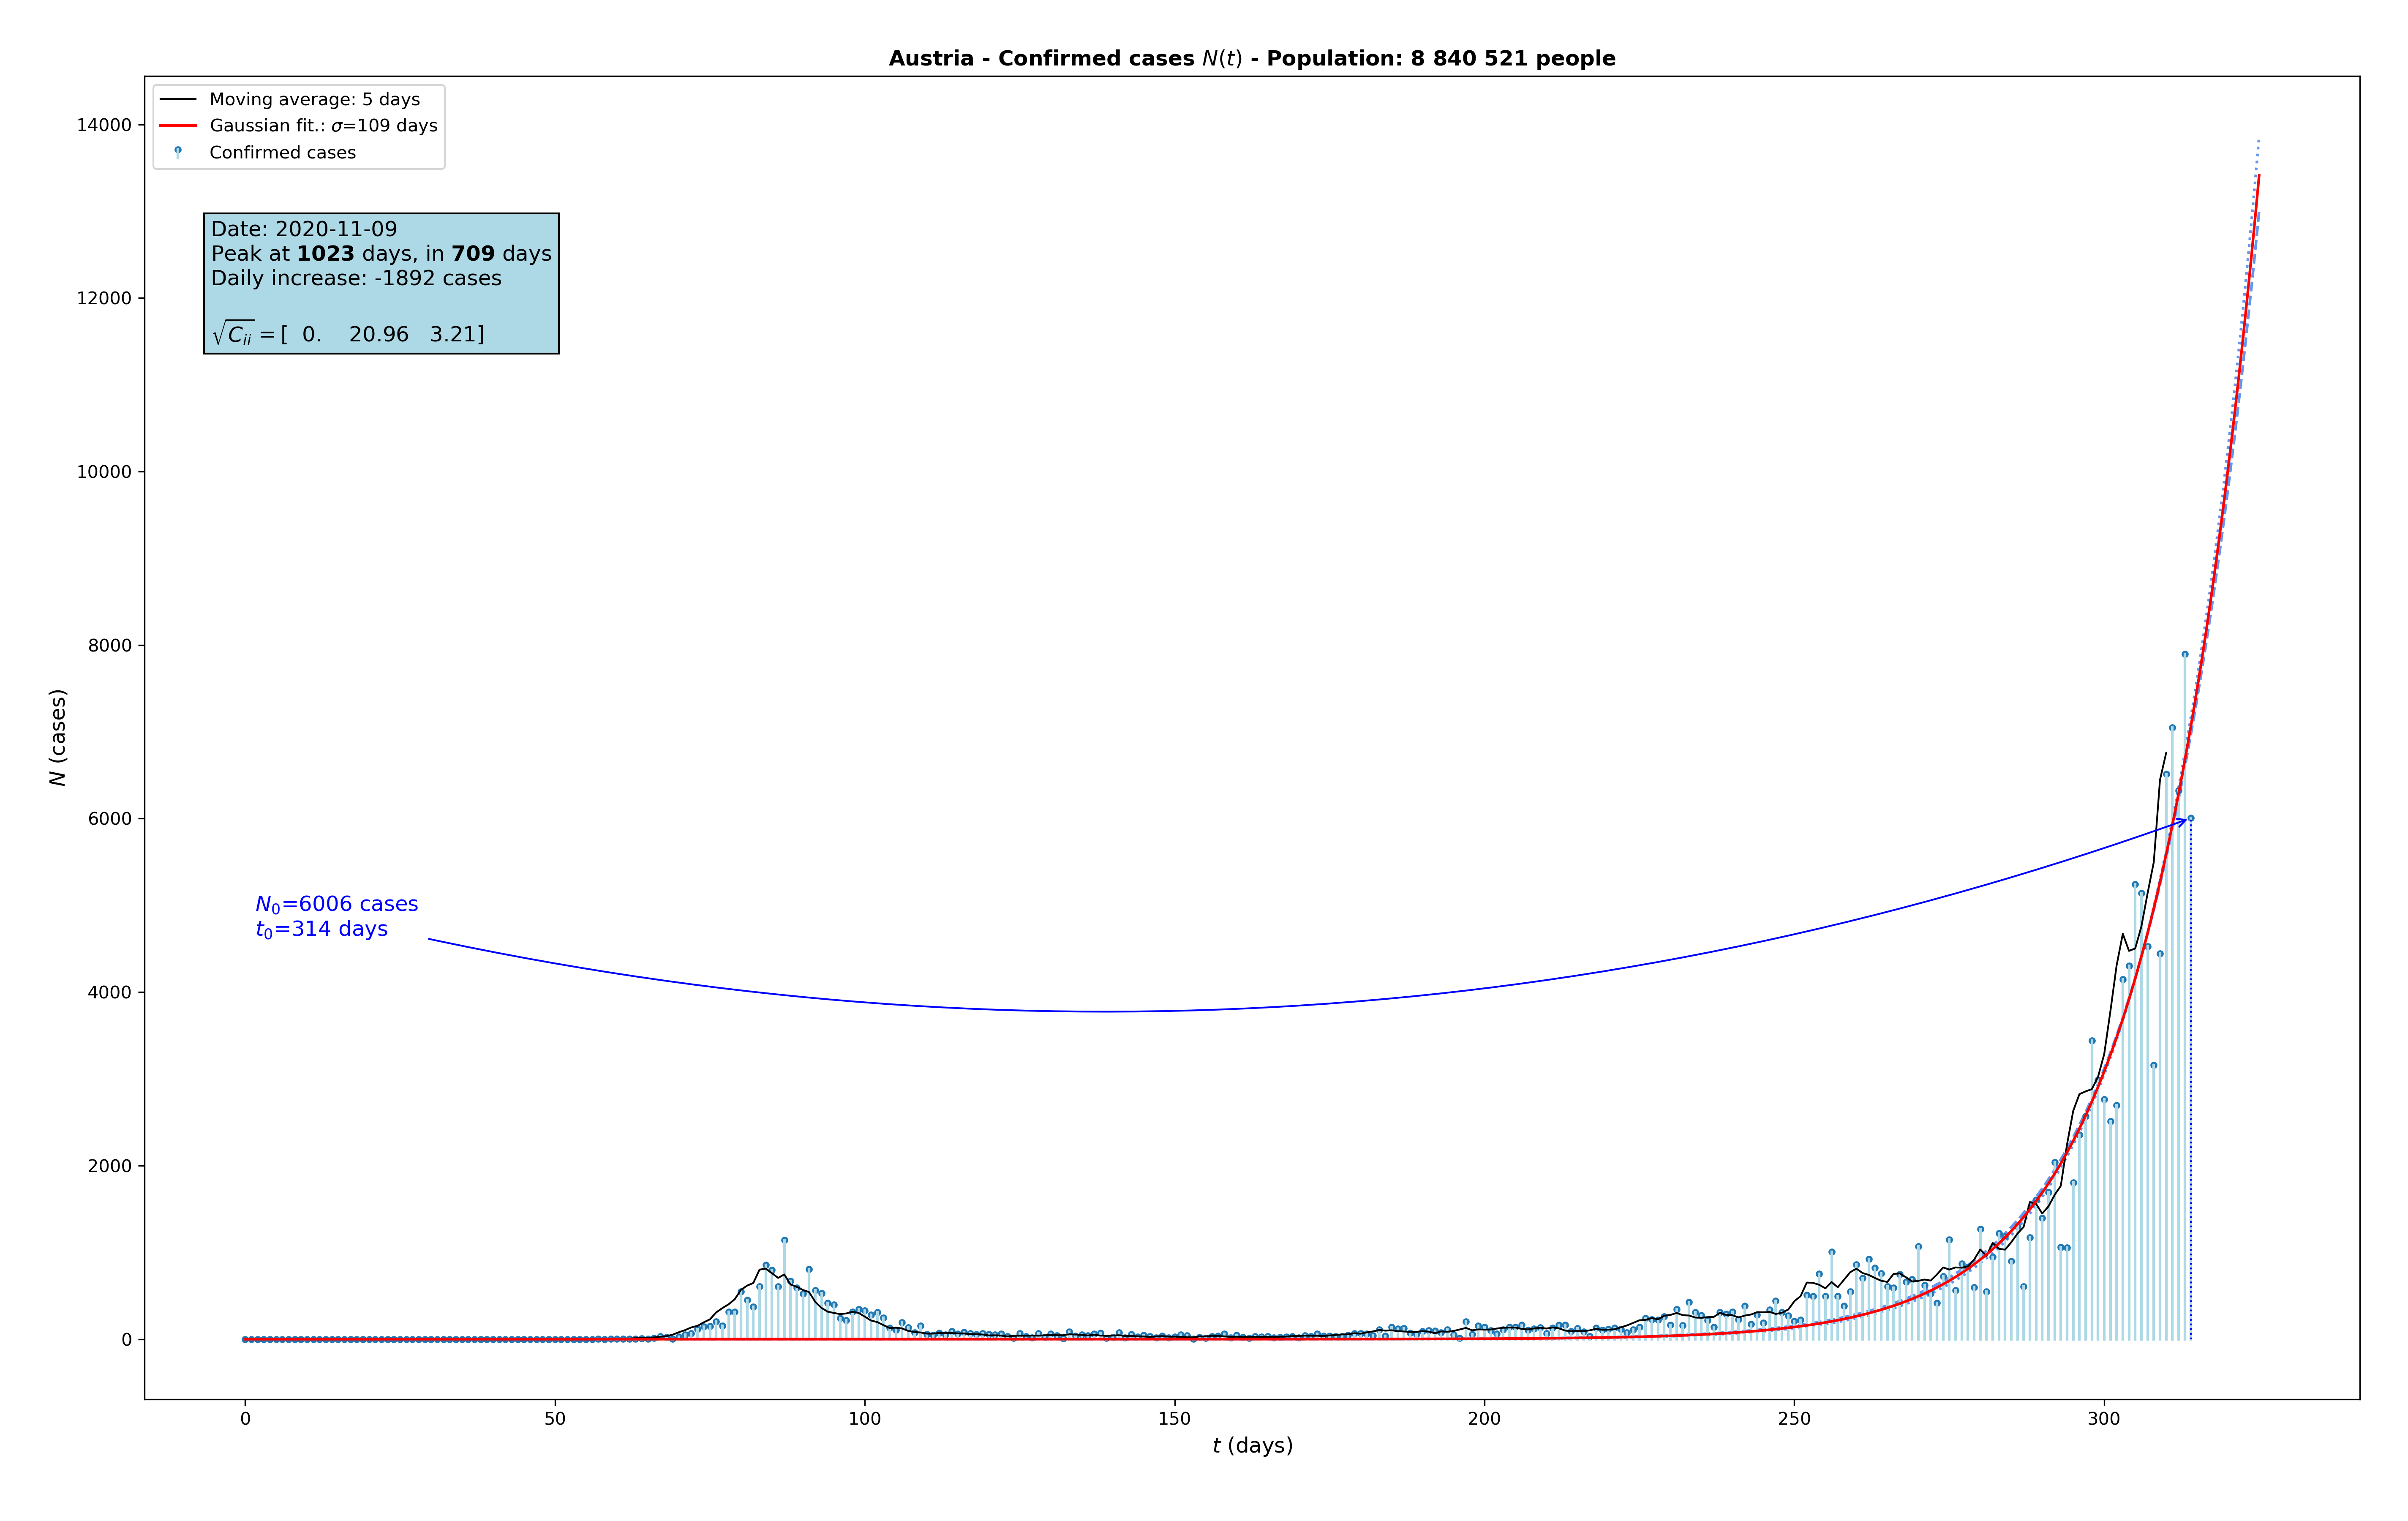 Austria - Confirmed cases N(t) - Population: 8 840 521 people
Moving average: 5 days
Gaussian fit.: σ=109 days
Confirmed cases
Date: 2020-11-09
Peak at 1023 days, in 709 days
Daily increase: -1892 cases
√C_ii = [ 0. 20.96 3.21]
N_0=6006 cases
t_0=314 days
N (cases)
14000
12000
10000
8000
6000
4000
2000
0
0 50 100 150 200 250 300
t (days)